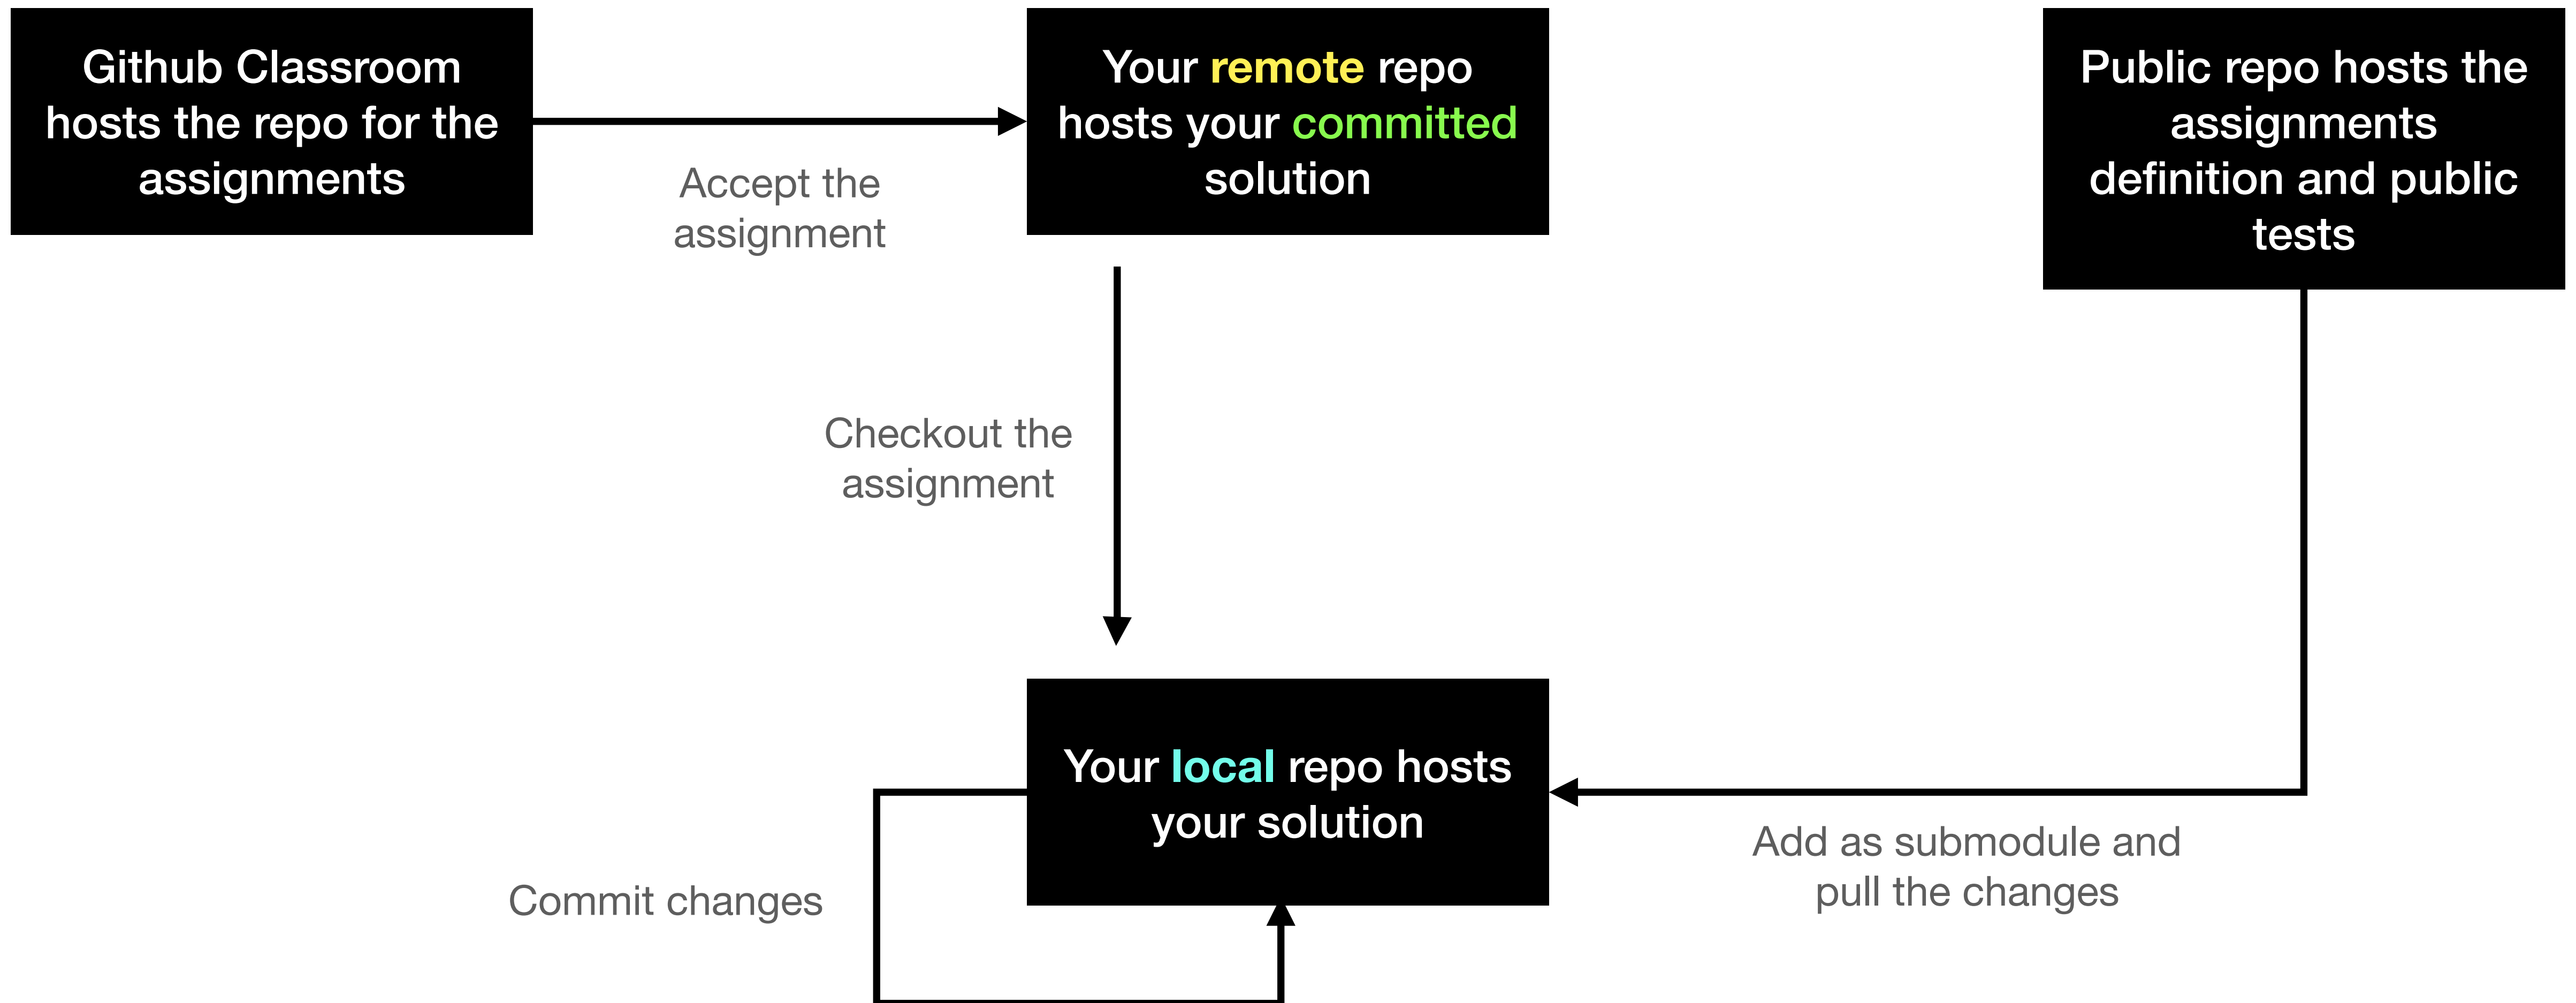 Github Classroom
hosts the repo for the
assignments
Accept the
assignment
Your remote repo
hosts your committed
solution
Public repo hosts the
assignments
definition and public
tests
Checkout the
assignment
Your local repo hosts
your solution
Commit changes
Add as submodule and
pull the changes